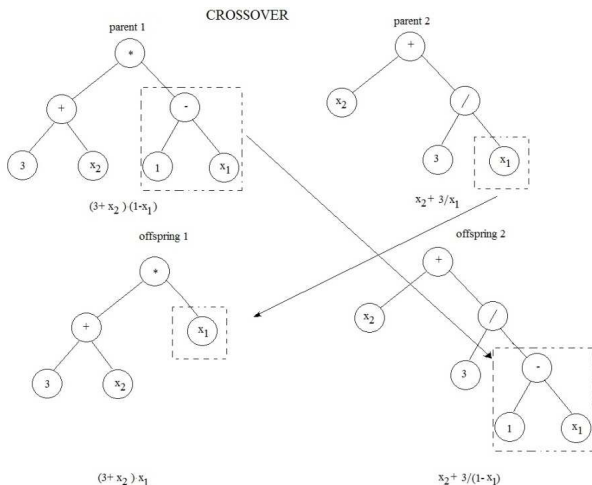 CROSSOVER
parent 1
*
+
-
3
x2
1
x1
(3+ x2) (1-x1)
parent 2
+
x2
/
3
x1
x2 + 3/x1
offspring 1
*
+
x1
3
x2
(3+ x2) x1
offspring 2
+
x2
/
3
-
1
x1
x2 + 3/(1- x1)